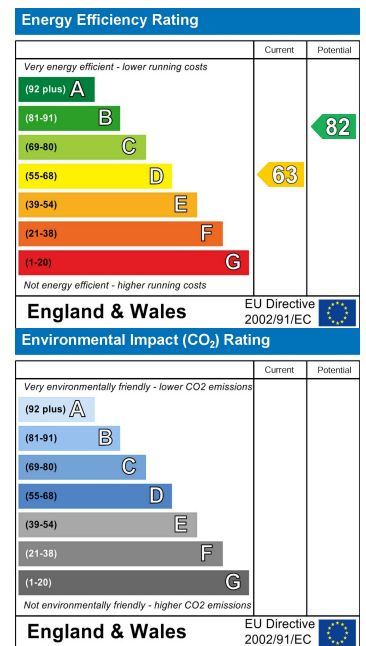 Energy Efficiency Rating
Current Potential
Very energy efficient - lower running costs
(92 plus) A
(81-91) B
82
(69-80) C
(55-68) D
63
(39-54) E
(21-38) F
(1-20) G
Not energy efficient - higher running costs
England & Wales
EU Directive
2002/91/EC
Environmental Impact (CO₂) Rating
Current Potential
Very environmentally friendly - lower CO2 emissions
(92 plus) A
(81-91) B
(69-80) C
(55-68) D
(39-54) E
(21-38) F
(1-20) G
Not environmentally friendly - higher CO2 emissions
England & Wales
EU Directive
2002/91/EC